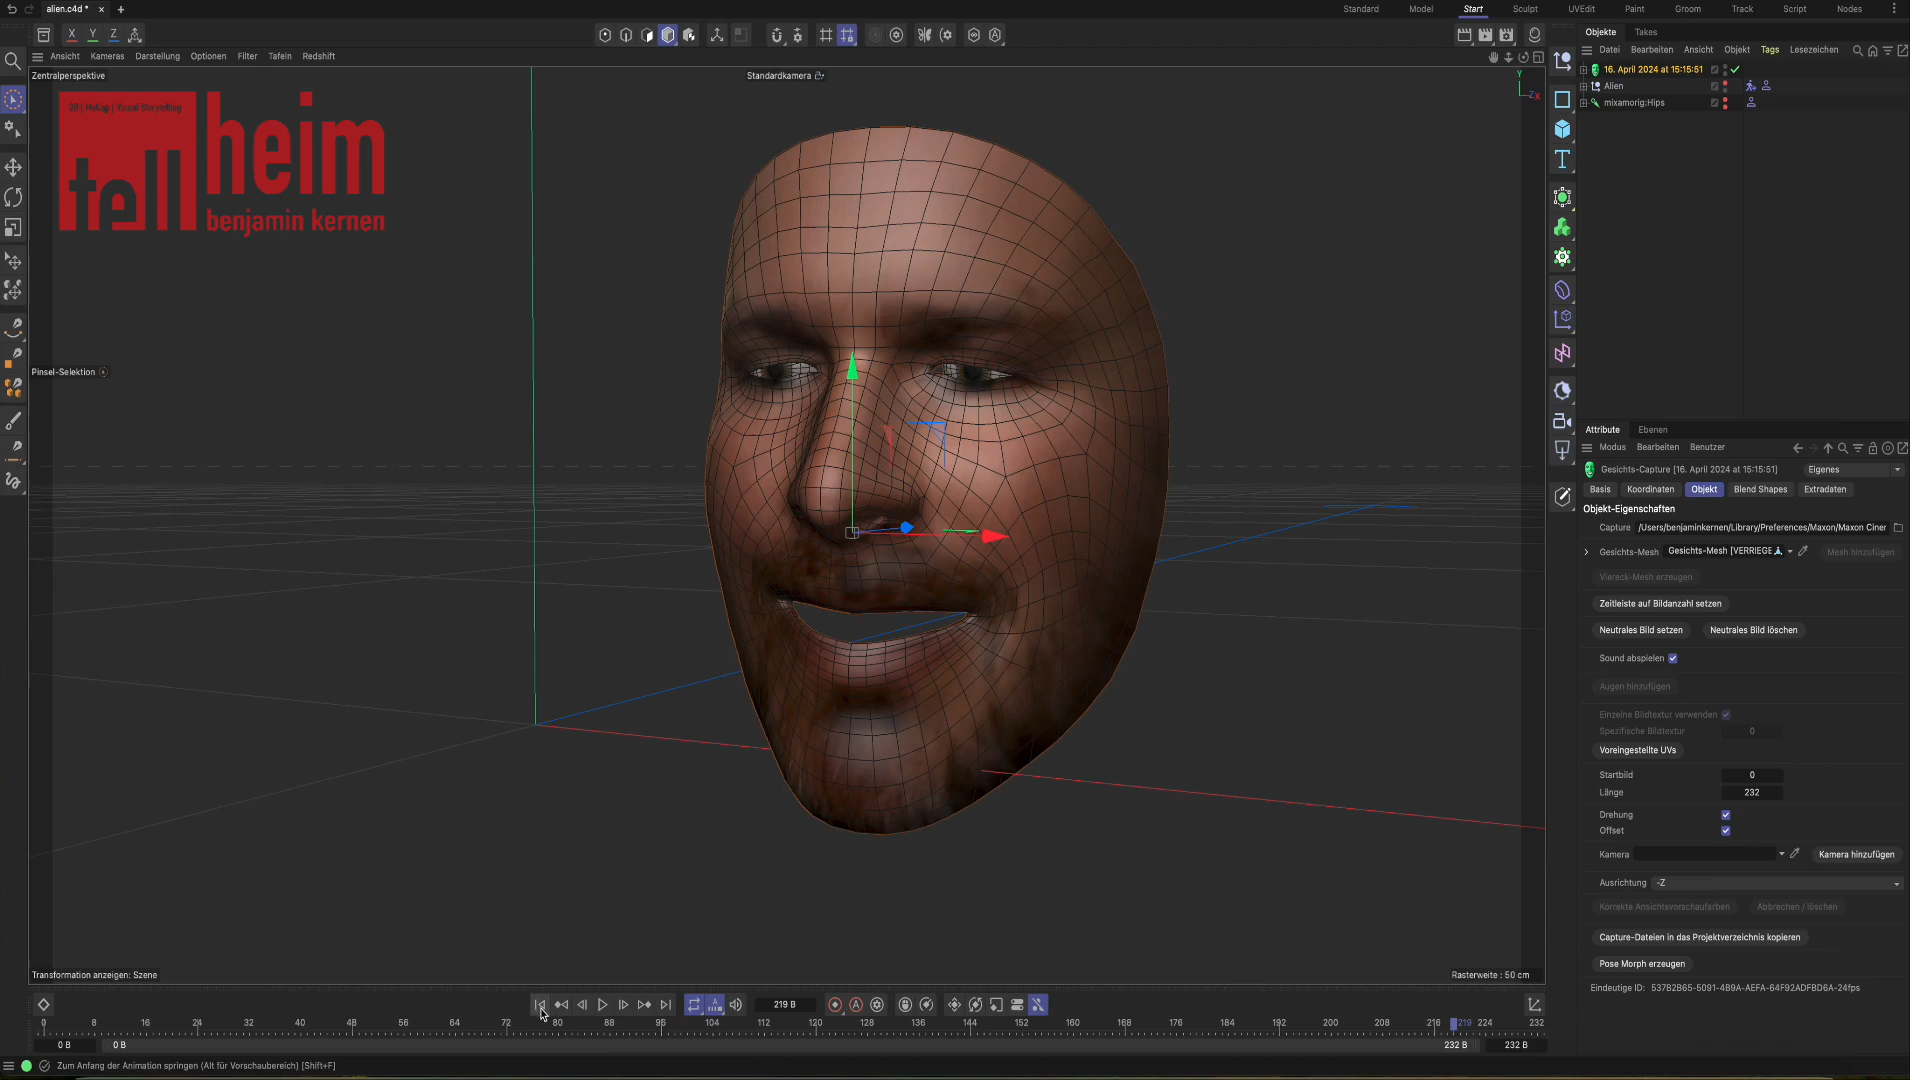 alien.c4d *
Standard Model Start Sculpt UVEdit Paint Groom Track Script Nodes
X Y Z
Objekte Takes
Datei Bearbeiten Ansicht Objekt Tags Lesezeichen
16. April 2024 at 15:15:51
Alien
mixamorig:Hips
Ansicht Kameras Darstellung Optionen Filter Tafeln Redshift
Zentralperspektive
Standardkamera
Y
Z X
3D | MoCap | Visual Storytelling
tell
heim
benjamin kernen
Pinsel-Selektion
Attribute Ebenen
Modus Bearbeiten Benutzer
Gesichts-Capture [16. April 2024 at 15:15:51]
Eigenes
Basis Koordinaten Objekt Blend Shapes Extradaten
Objekt-Eigenschaften
Capture /Users/benjaminkernen/Library/Preferences/Maxon/Maxon Ciner
Gesichts-Mesh Gesichts-Mesh [VERRIEGE Mesh hinzufügen
Viereck-Mesh erzeugen
Zeitleiste auf Bildanzahl setzen
Neutrales Bild setzen Neutrales Bild löschen
Sound abspielen
Augen hinzufügen
Einzelne Bildtextur verwenden
Spezifische Bildtextur 0
Voreingestellte UVs
Startbild 0
Länge 232
Drehung
Offset
Kamera Kamera hinzufügen
Ausrichtung -Z
Korrekte Ansichtsvorschaufarben Abbrechen / löschen
Capture-Dateien in das Projektverzeichnis kopieren
Pose Morph erzeugen
Eindeutige ID: 537B2B65-5091-4B9A-AEFA-64F92ADFBD6A-24fps
Transformation anzeigen: Szene
Rasterweite : 50 cm
219 B
0 8 16 24 32 40 48 56 64 72 80 88 96 104 112 120 128 136 144 152 160 168 176 184 192 200 208 216 219 224 232
0 B 0 B 232 B 232 B
Zum Anfang der Animation springen (Alt für Vorschaubereich) [Shift+F]